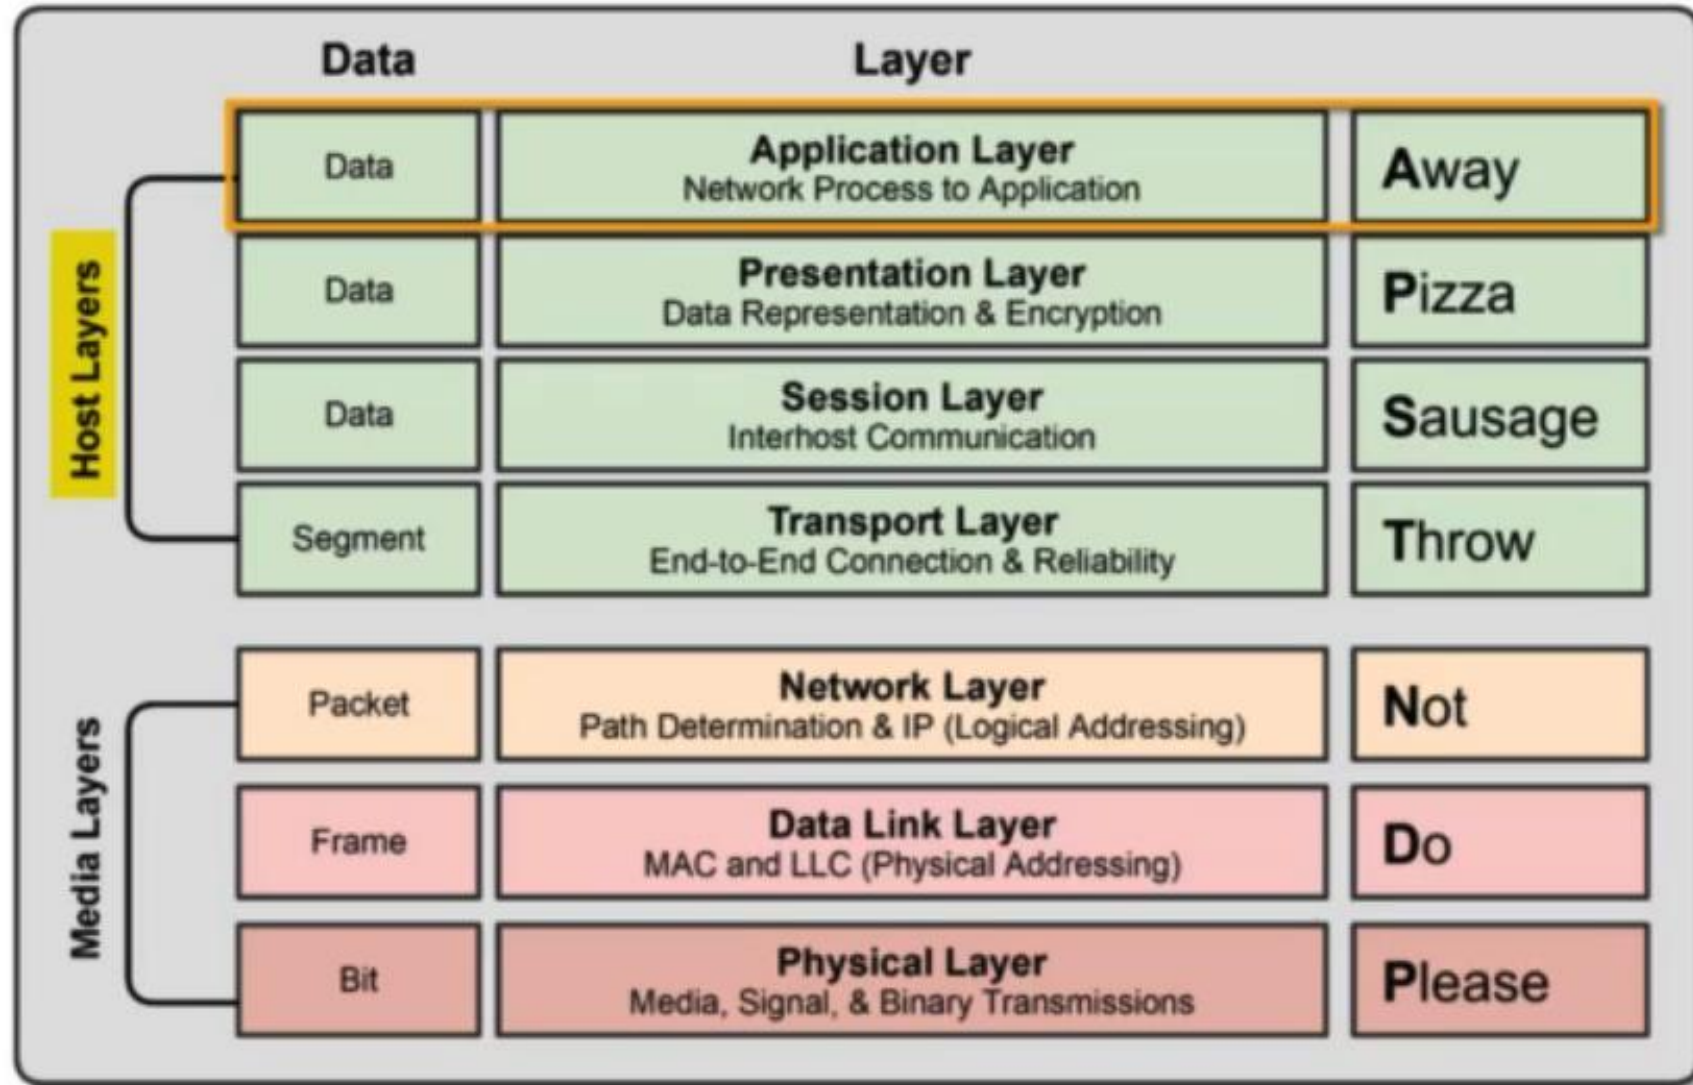 Data Layer
Data
Application Layer
Network Process to Application
Away
Data
Presentation Layer
Data Representation & Encryption
Pizza
Host Layers
Data
Session Layer
Interhost Communication
Sausage
Segment
Transport Layer
End-to-End Connection & Reliability
Throw
Packet
Network Layer
Path Determination & IP (Logical Addressing)
Not
Media Layers
Frame
Data Link Layer
MAC and LLC (Physical Addressing)
Do
Bit
Physical Layer
Media, Signal, & Binary Transmissions
Please